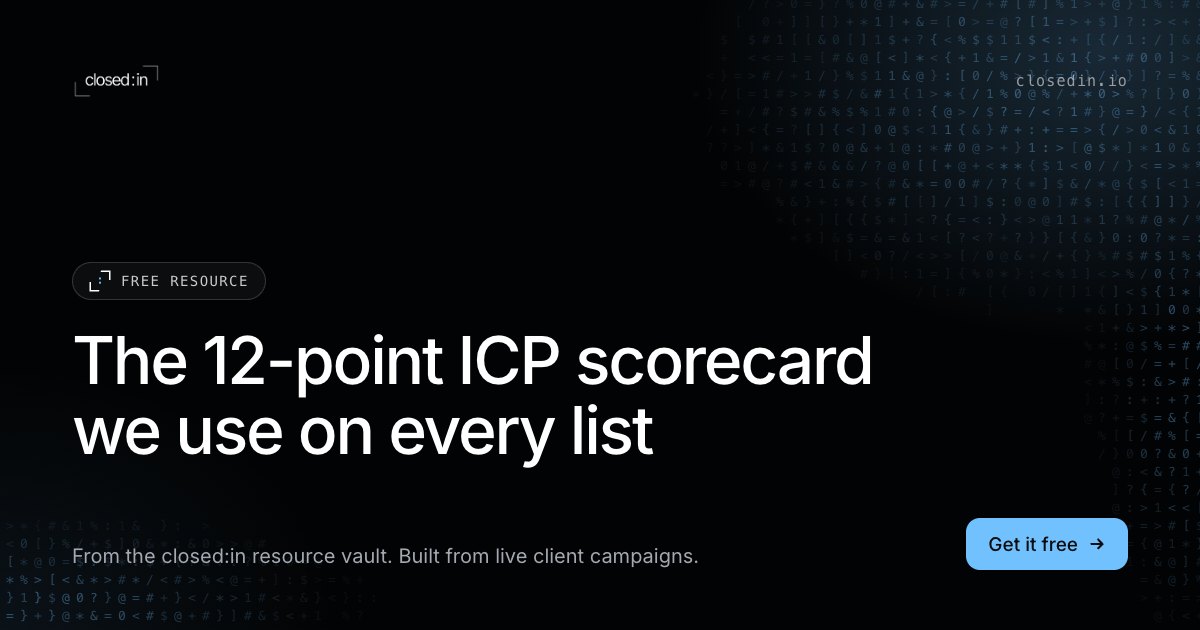 closed:in
closedin.io
FREE RESOURCE
The 12-point ICP scorecard
we use on every list
From the closed:in resource vault. Built from live client campaigns.
Get it free →